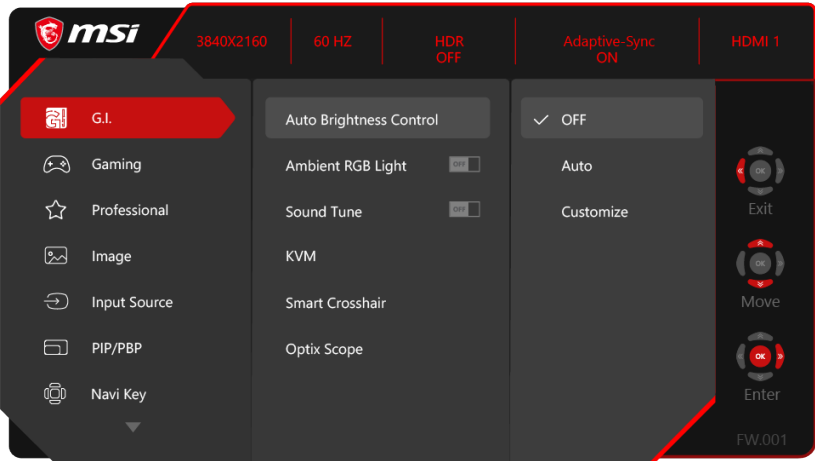 msi
3840X2160
60 HZ
HDR
OFF
Adaptive-Sync
ON
HDMI 1
G.I.
Gaming
Professional
Image
Input Source
PIP/PBP
Navi Key
Auto Brightness Control
Ambient RGB Light OFF
Sound Tune OFF
KVM
Smart Crosshair
Optix Scope
OFF
Auto
Customize
OK
Exit
OK
Move
OK
Enter
FW.001